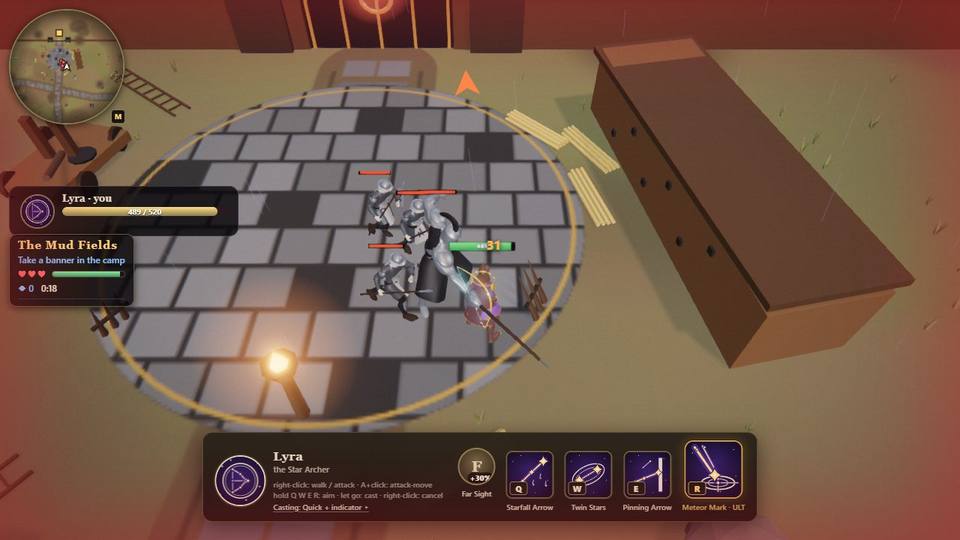 M
Lyra - you
489 / 520
The Mud Fields
Take a banner in the camp
0 0:18
31
Lyra
the Star Archer
right-click: walk / attack · A+click: attack-move
hold Q W E R: aim · let go: cast · right-click: cancel
Casting: Quick + indicator
F
+30%
Far Sight
Q
Starfall Arrow
W
Twin Stars
E
Pinning Arrow
R
Meteor Mark · ULT